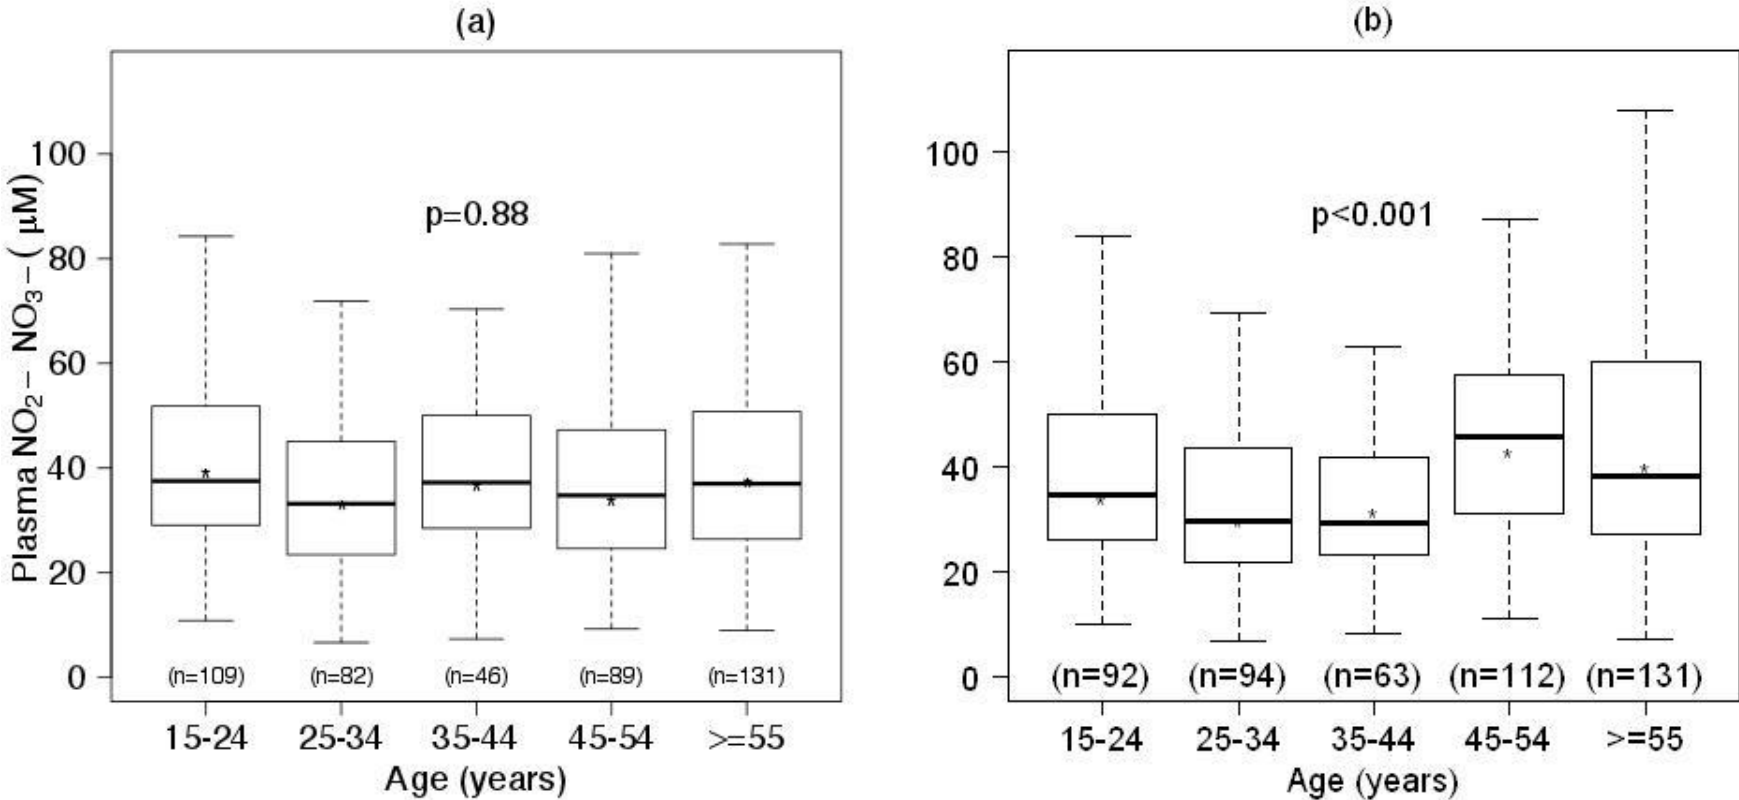 (a)
Plasma NO₂− NO₃− ( μM)
100
80
60
40
20
0
p=0.88
(n=109) (n=82) (n=46) (n=89) (n=131)
15-24 25-34 35-44 45-54 >=55
Age (years)
(b)
100
80
60
40
20
0
p<0.001
(n=92) (n=94) (n=63) (n=112) (n=131)
15-24 25-34 35-44 45-54 >=55
Age (years)